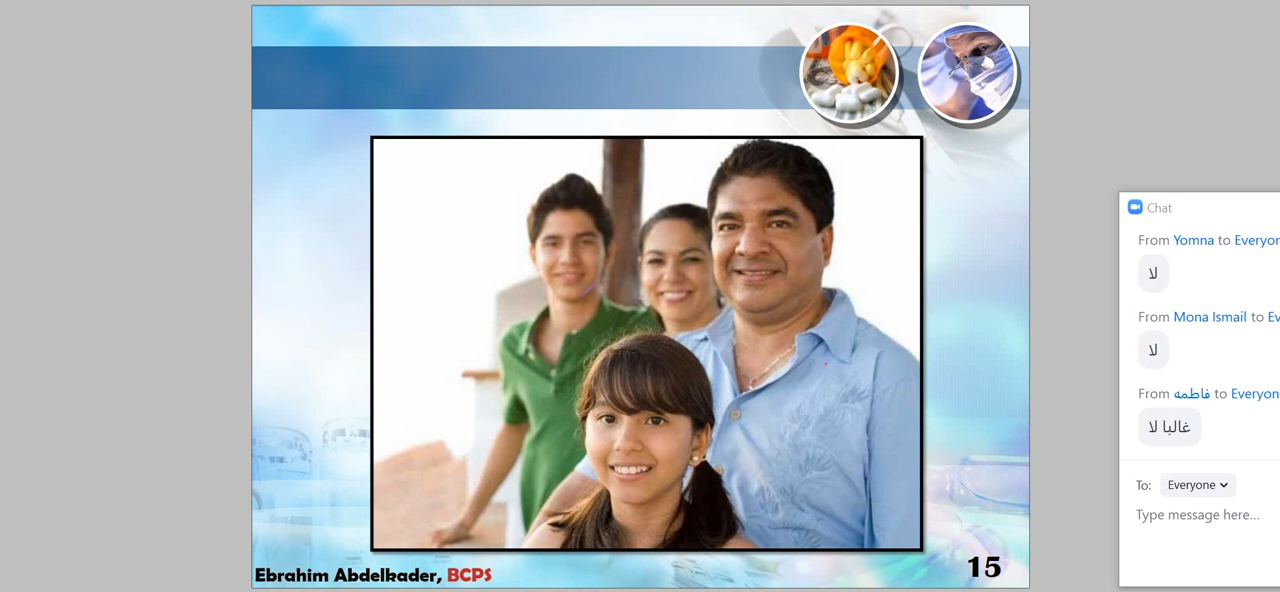 Ebrahim Abdelkader, BCPS
15
Chat
From Yomna to Everyon
لا
From Mona Ismail to Ev
لا
From فاطمه to Everyon
غالبا لا
To: Everyone
Type message here...